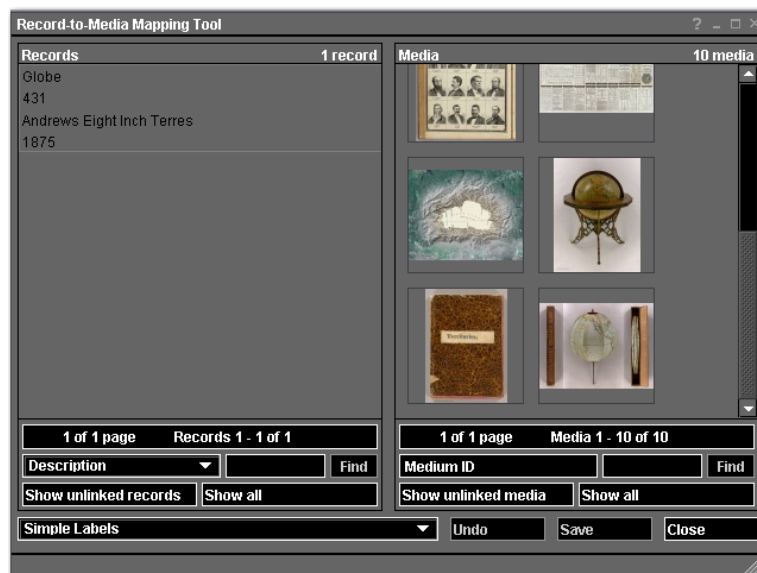 Record-to-Media Mapping Tool
Records 1 record
Globe
431
Andrews Eight Inch Terres
1875
1 of 1 page Records 1 - 1 of 1
Description Find
Show unlinked records Show all
Media 10 media
Territories.
1 of 1 page Media 1 - 10 of 10
Medium ID Find
Show unlinked media Show all
Simple Labels Undo Save Close